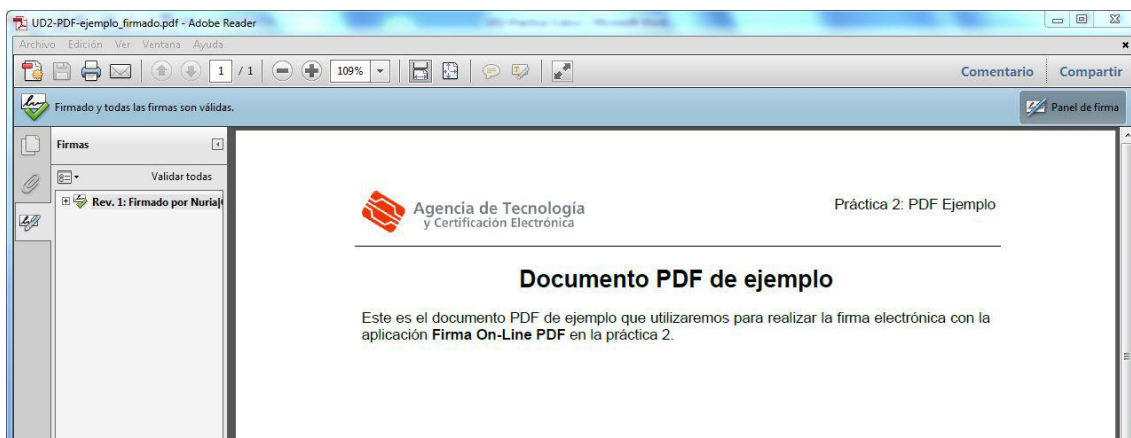 UD2-PDF-ejemplo_firmado.pdf - Adobe Reader
Archivo Edición Ver Ventana Ayuda
1 / 1 109% Comentario Compartir
Firmado y todas las firmas son válidas. Panel de firma
Firmas
Validar todas
Rev. 1: Firmado por Nuria
Agencia de Tecnología
y Certificación Electrónica
Práctica 2: PDF Ejemplo
Documento PDF de ejemplo
Este es el documento PDF de ejemplo que utilizaremos para realizar la firma electrónica con la
aplicación Firma On-Line PDF en la práctica 2.